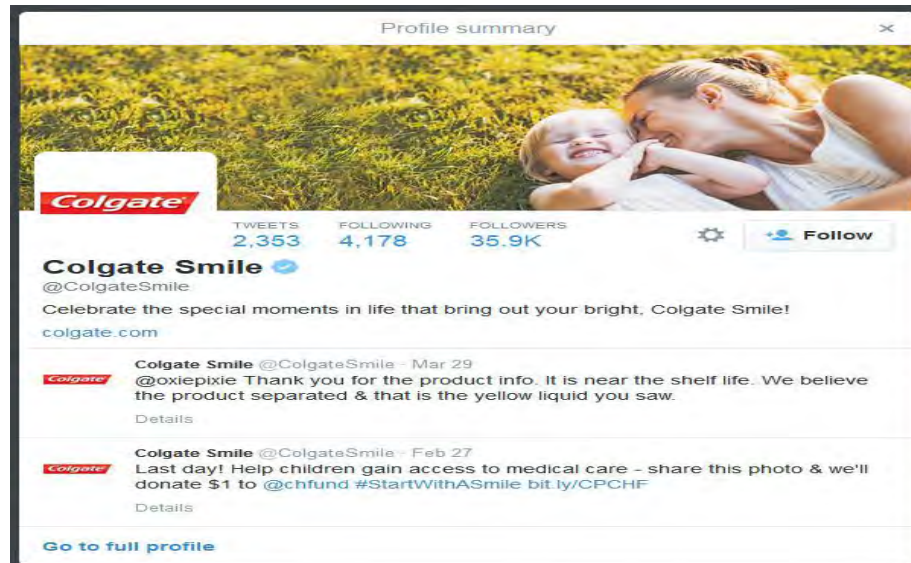 Profile summary
×
Colgate
TWEETS FOLLOWING FOLLOWERS
2,353 4,178 35.9K
Follow
Colgate Smile
@ColgateSmile
Celebrate the special moments in life that bring out your bright, Colgate Smile!
colgate.com
Colgate Smile @ColgateSmile - Mar 29
Colgate
@oxiepixie Thank you for the product info. It is near the shelf life. We believe
the product separated & that is the yellow liquid you saw.
Details
Colgate Smile @ColgateSmile - Feb 27
Colgate
Last day! Help children gain access to medical care - share this photo & we'll
donate $1 to @chfund #StartWithASmile bit.ly/CPCHF
Details
Go to full profile